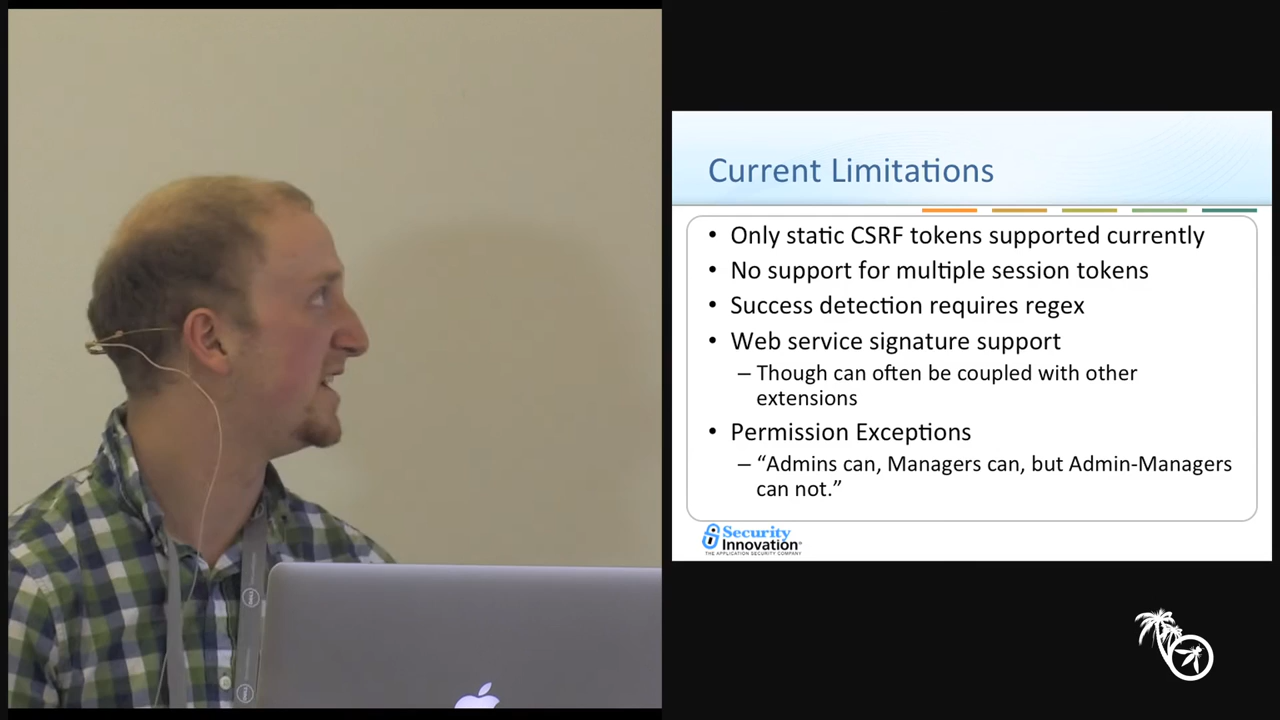 Current Limitations
• Only static CSRF tokens supported currently
• No support for multiple session tokens
• Success detection requires regex
• Web service signature support
– Though can often be coupled with other
extensions
• Permission Exceptions
– “Admins can, Managers can, but Admin-Managers
can not.”
Security
Innovation®
THE APPLICATION SECURITY COMPANY